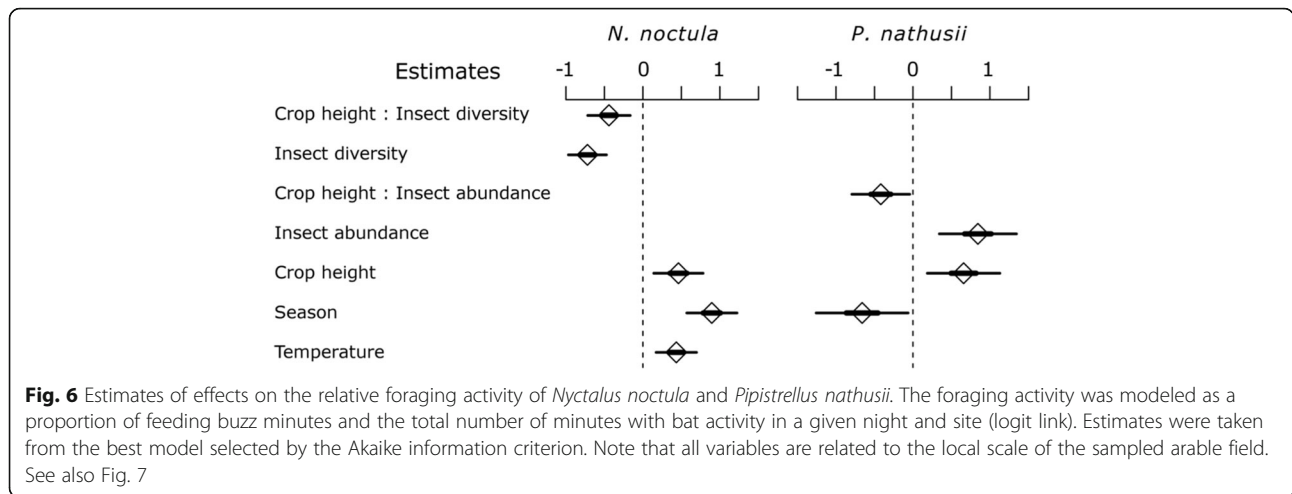 N. noctula P. nathusii
Estimates -1 0 1 -1 0 1
Crop height : Insect diversity
Insect diversity
Crop height : Insect abundance
Insect abundance
Crop height
Season
Temperature
Fig. 6 Estimates of effects on the relative foraging activity of Nyctalus noctula and Pipistrellus nathusii. The foraging activity was modeled as a
proportion of feeding buzz minutes and the total number of minutes with bat activity in a given night and site (logit link). Estimates were taken
from the best model selected by the Akaike information criterion. Note that all variables are related to the local scale of the sampled arable field.
See also Fig. 7